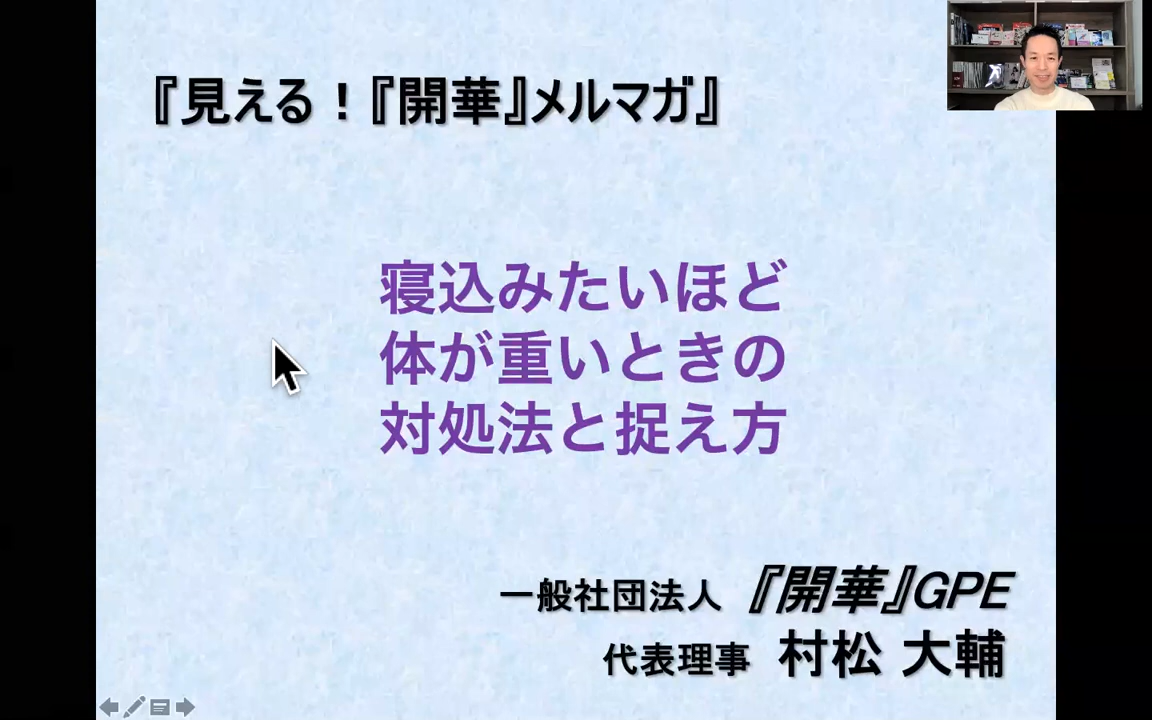 『見える！『開華』メルマガ』
寝込みたいほど
体が重いときの
対処法と捉え方
一般社団法人 『開華』GPE
代表理事 村松 大輔